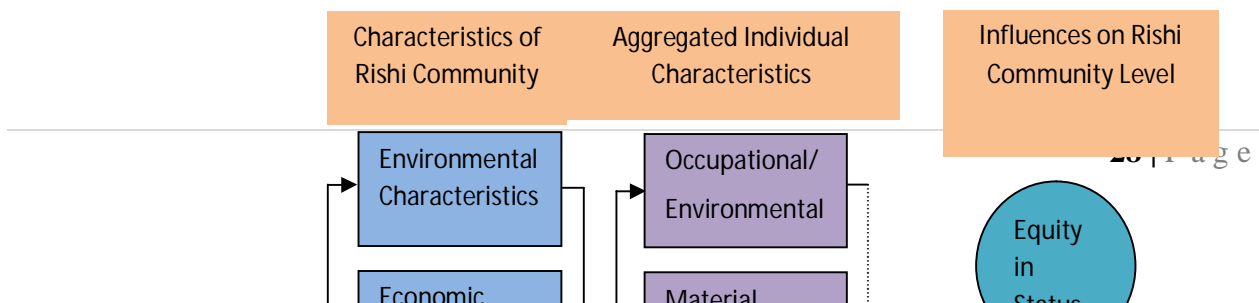 Characteristics of
Rishi Community
Aggregated Individual
Characteristics
Influences on Rishi
Community Level
Environmental
Characteristics
Occupational/
Environmental
Equity
in
Status
Economic
Material